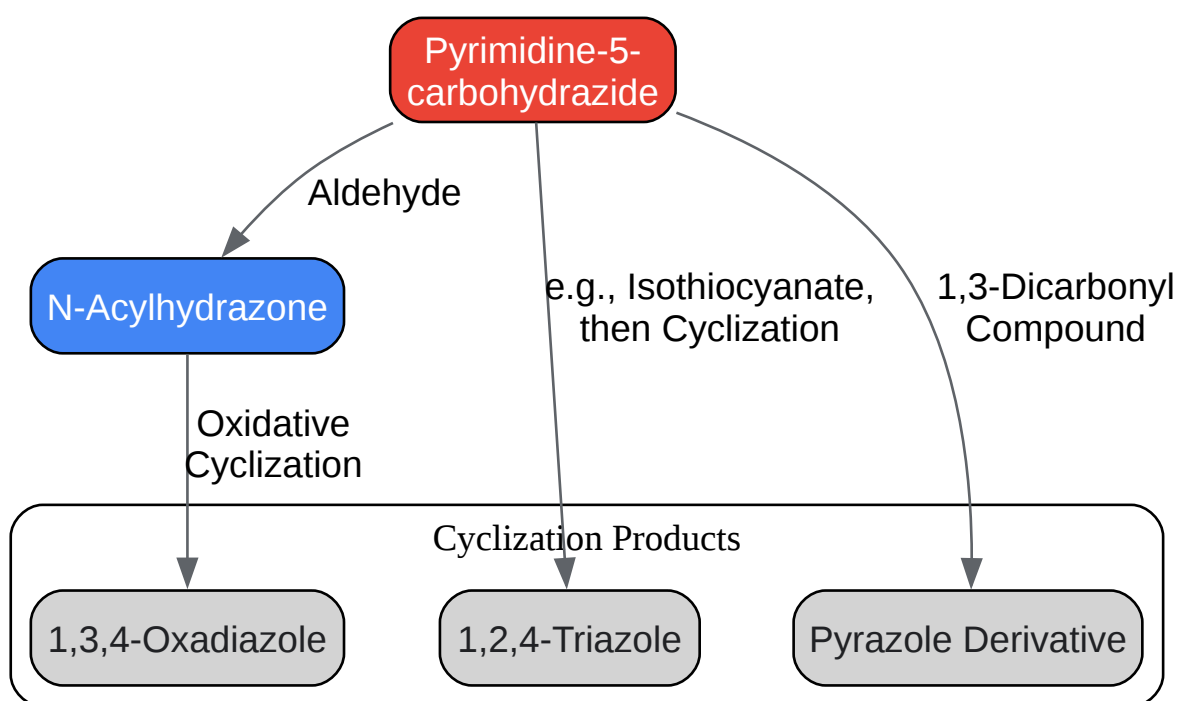 Pyrimidine-5-
carbohydrazide
Aldehyde
N-Acylhydrazone
e.g., Isothiocyanate,
then Cyclization
1,3-Dicarbonyl
Compound
Oxidative
Cyclization
Cyclization Products
1,3,4-Oxadiazole
1,2,4-Triazole
Pyrazole Derivative